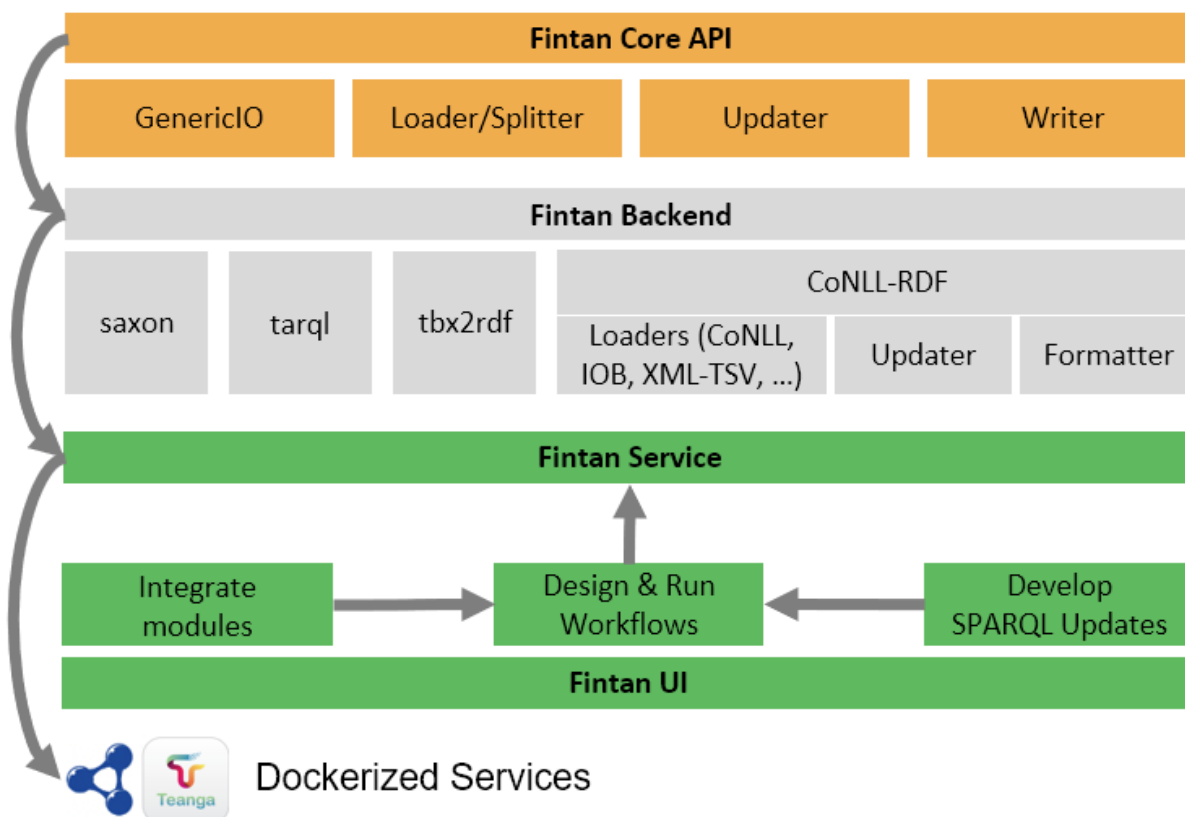 Fintan Core API
GenericIO
Loader/Splitter
Updater
Writer
Fintan Backend
saxon
tarql
tbx2rdf
CoNLL-RDF
Loaders (CoNLL,
IOB, XML-TSV, ...)
Updater
Formatter
Fintan Service
Integrate
modules
Design & Run
Workflows
Develop
SPARQL Updates
Fintan UI
Teanga
Dockerized Services